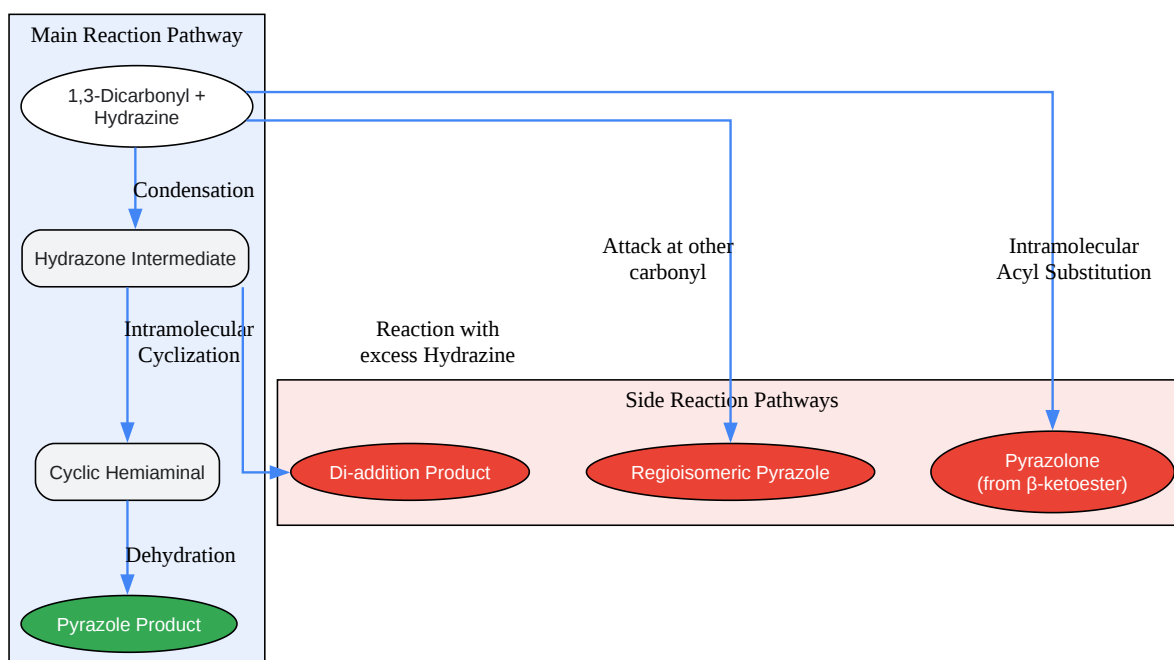 Main Reaction Pathway
1,3-Dicarbonyl +
Hydrazine
Condensation
Hydrazone Intermediate
Intramolecular
Cyclization
Cyclic Hemiaminal
Dehydration
Pyrazole Product
Reaction with
excess Hydrazine
Attack at other
carbonyl
Intramolecular
Acyl Substitution
Side Reaction Pathways
Di-addition Product
Regioisomeric Pyrazole
Pyrazolone
(from β-ketoester)